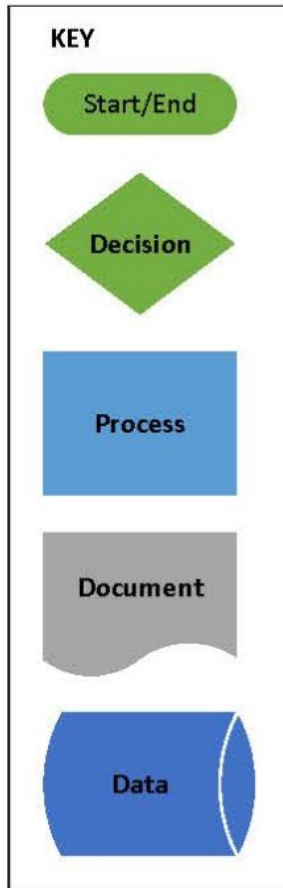 KEY
Start/End
Decision
Process
Document
Data